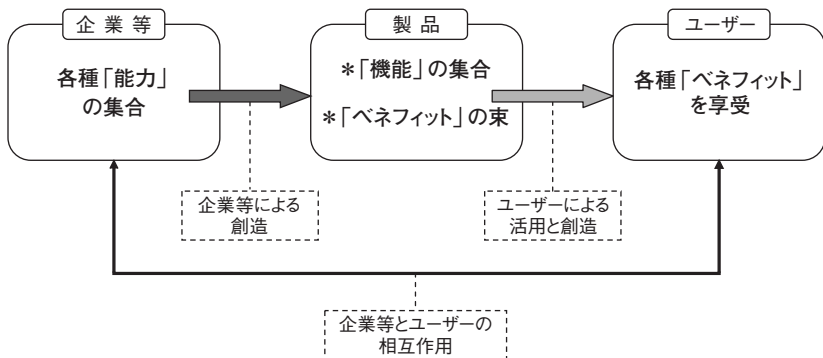 企業等
各種「能力」
の集合
企業等による
創造
製品
＊「機能」の集合
＊「ベネフィット」の束
ユーザーによる
活用と創造
ユーザー
各種「ベネフィット」
を享受
企業等とユーザーの
相互作用